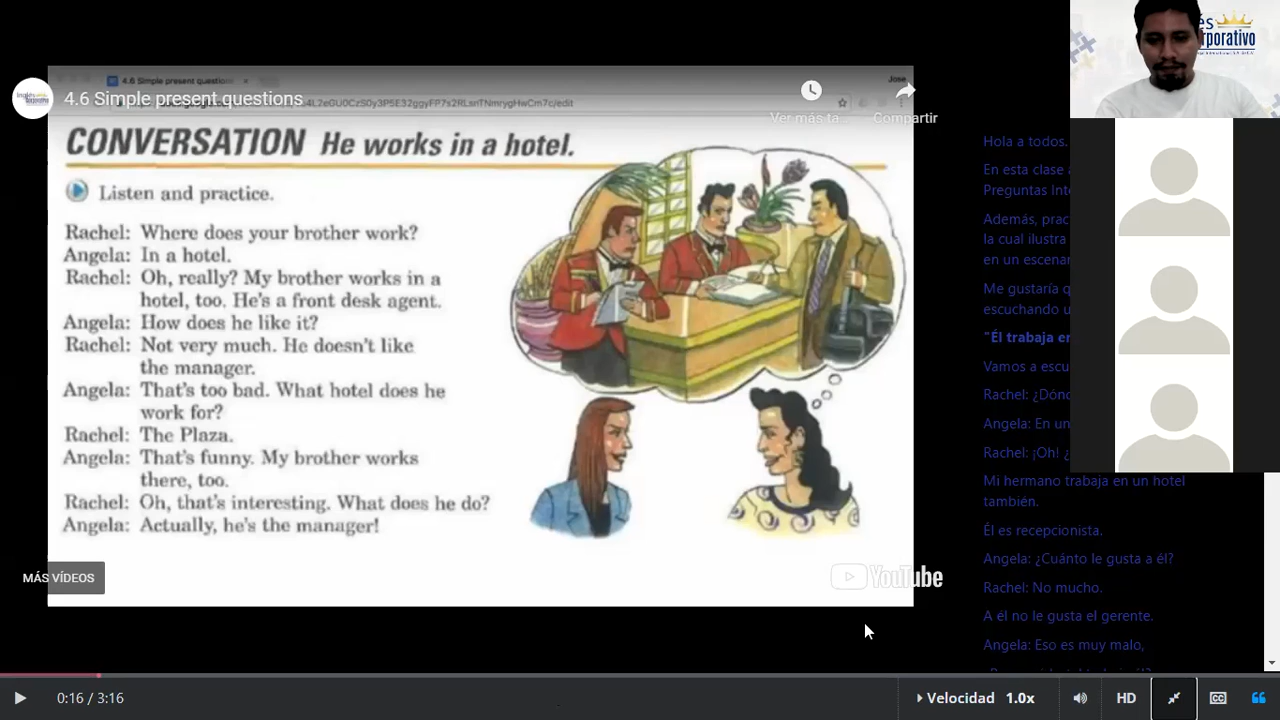 4.6 Simple present question
Jose
4.6 Simple present questions
Ver más ta...
Compartir
CONVERSATION He works in a hotel.
Listen and practice.
Rachel: Where does your brother work?
Angela: In a hotel.
Rachel: Oh, really? My brother works in a
hotel, too. He's a front desk agent.
Angela: How does he like it?
Rachel: Not very much. He doesn't like
the manager.
Angela: That's too bad. What hotel does he
work for?
Rachel: The Plaza.
Angela: That's funny. My brother works
there, too.
Rachel: Oh, that's interesting. What does he do?
Angela: Actually, he's the manager!
MÁS VÍDEOS
YouTube
Hola a todos.
En esta clase
Preguntas
Además,
la cual ilustra
en un
Me gustaría
escuchando
"Él trabaja
Vamos a
Rachel:
Angela: En
Rachel: ¡Oh!
Mi hermano trabaja en un hotel
también.
Él es recepcionista.
Angela: ¿Cuánto le gusta a él?
Rachel: No mucho.
A él no le gusta el gerente.
Angela: Eso es muy malo,
0:16 / 3:16
Velocidad 1.0x
HD
CC